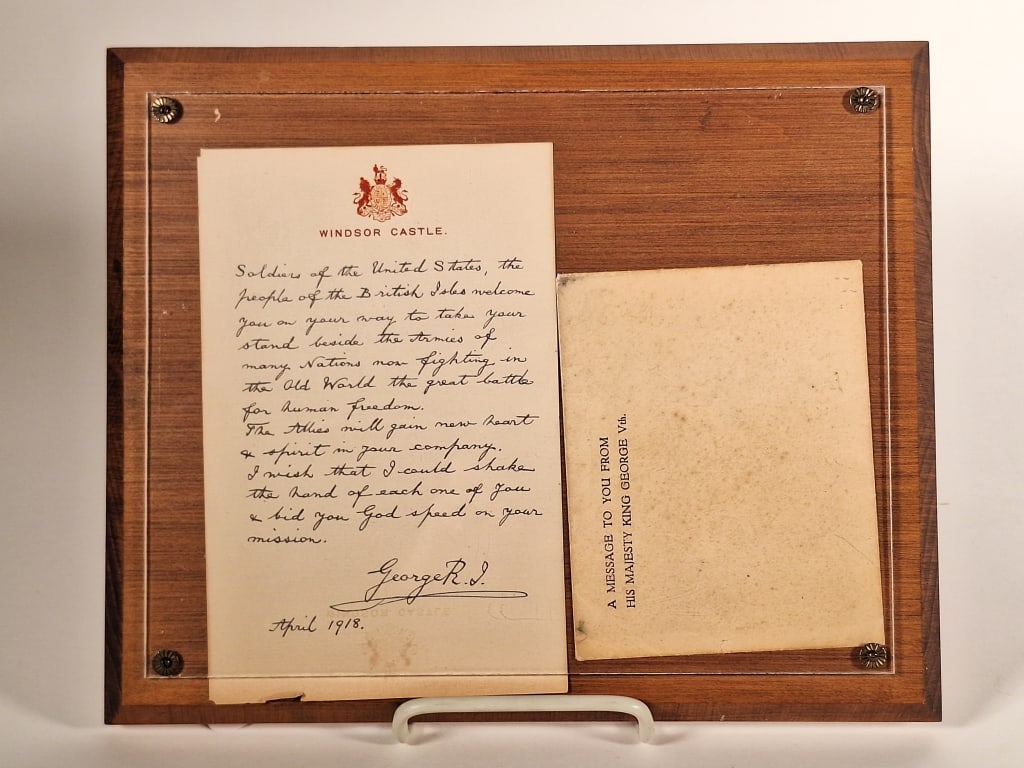 WINDSOR CASTLE.
Soldiers of the United States, the
people of the British Isles welcome
you on your way to take your
stand beside the Armies of
many Nations now fighting in
the Old World the great battle
for human freedom.
The Allies will gain new heart
& spirit in your company.
I wish that I could shake
the hand of each one of you
& bid you God speed on your
mission.
George R. I.
April 1918.
A MESSAGE TO YOU FROM
HIS MAJESTY KING GEORGE Vth.